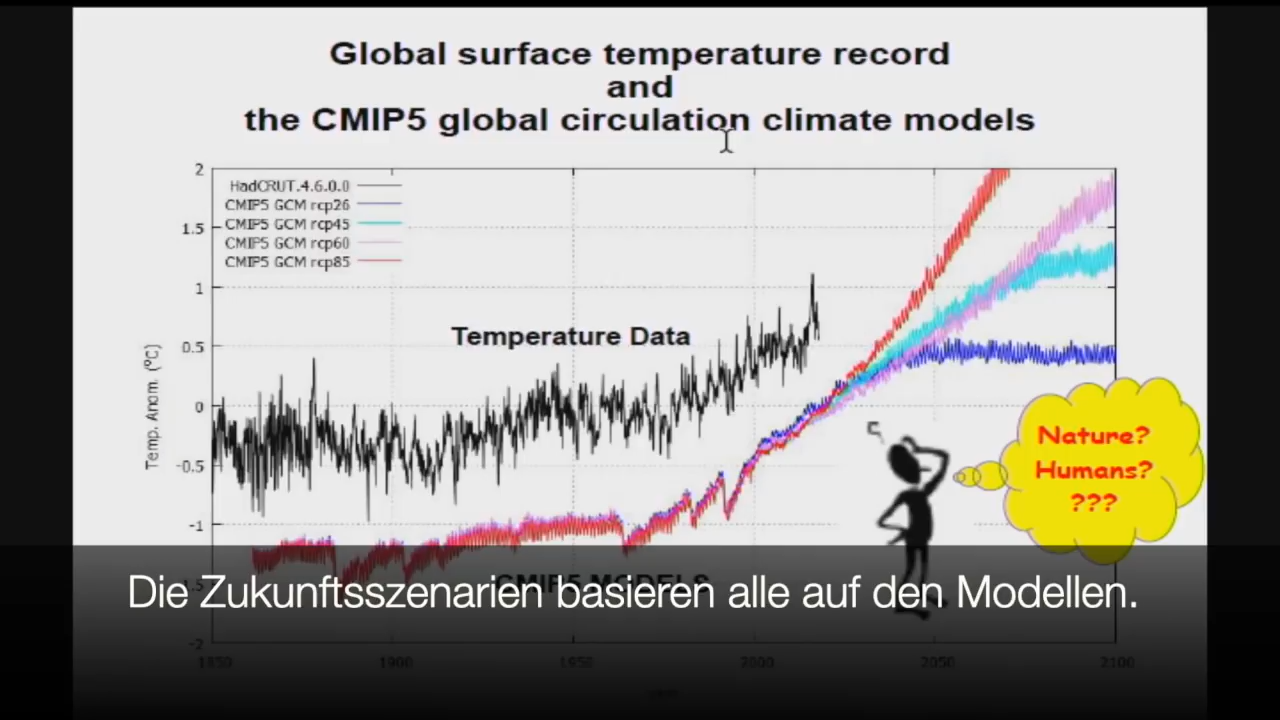 Global surface temperature record
and
the CMIP5 global circulation climate models
2
1.5
1
0.5
0
-0.5
-1
-2
Temp. Anom. (°C)
HadCRUT.4.6.0.0
CMIP5 GCM rcp26
CMIP5 GCM rcp45
CMIP5 GCM rcp60
CMIP5 GCM rcp85
Temperature Data
Nature?
Humans?
???
CMIP5 MODELS
Die Zukunftsszenarien basieren alle auf den Modellen.
1850 1900 1950 2000 2050 2100